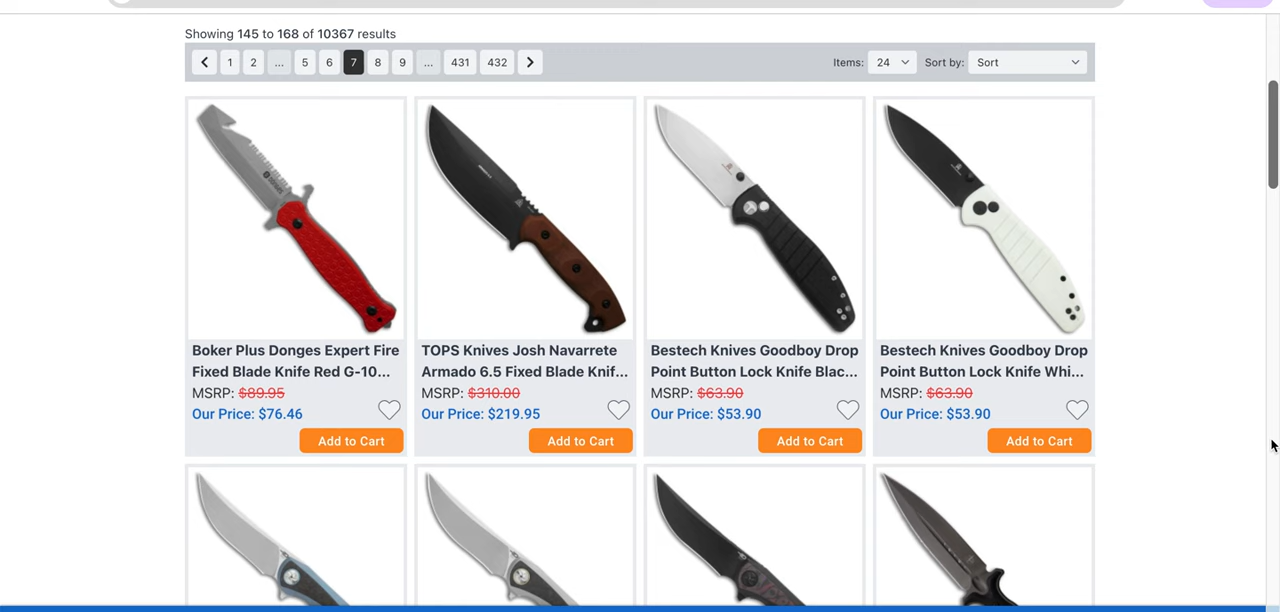 Showing 145 to 168 of 10367 results
1 2 ... 5 6 7 8 9 ... 431 432 Items: 24 Sort by: Sort
Boker Plus Donges Expert Fire
Fixed Blade Knife Red G-10...
MSRP: $89.95
Our Price: $76.46
Add to Cart
TOPS Knives Josh Navarrete
Armado 6.5 Fixed Blade Knif...
MSRP: $310.00
Our Price: $219.95
Add to Cart
Bestech Knives Goodboy Drop
Point Button Lock Knife Blac...
MSRP: $63.90
Our Price: $53.90
Add to Cart
Bestech Knives Goodboy Drop
Point Button Lock Knife Whi...
MSRP: $63.90
Our Price: $53.90
Add to Cart